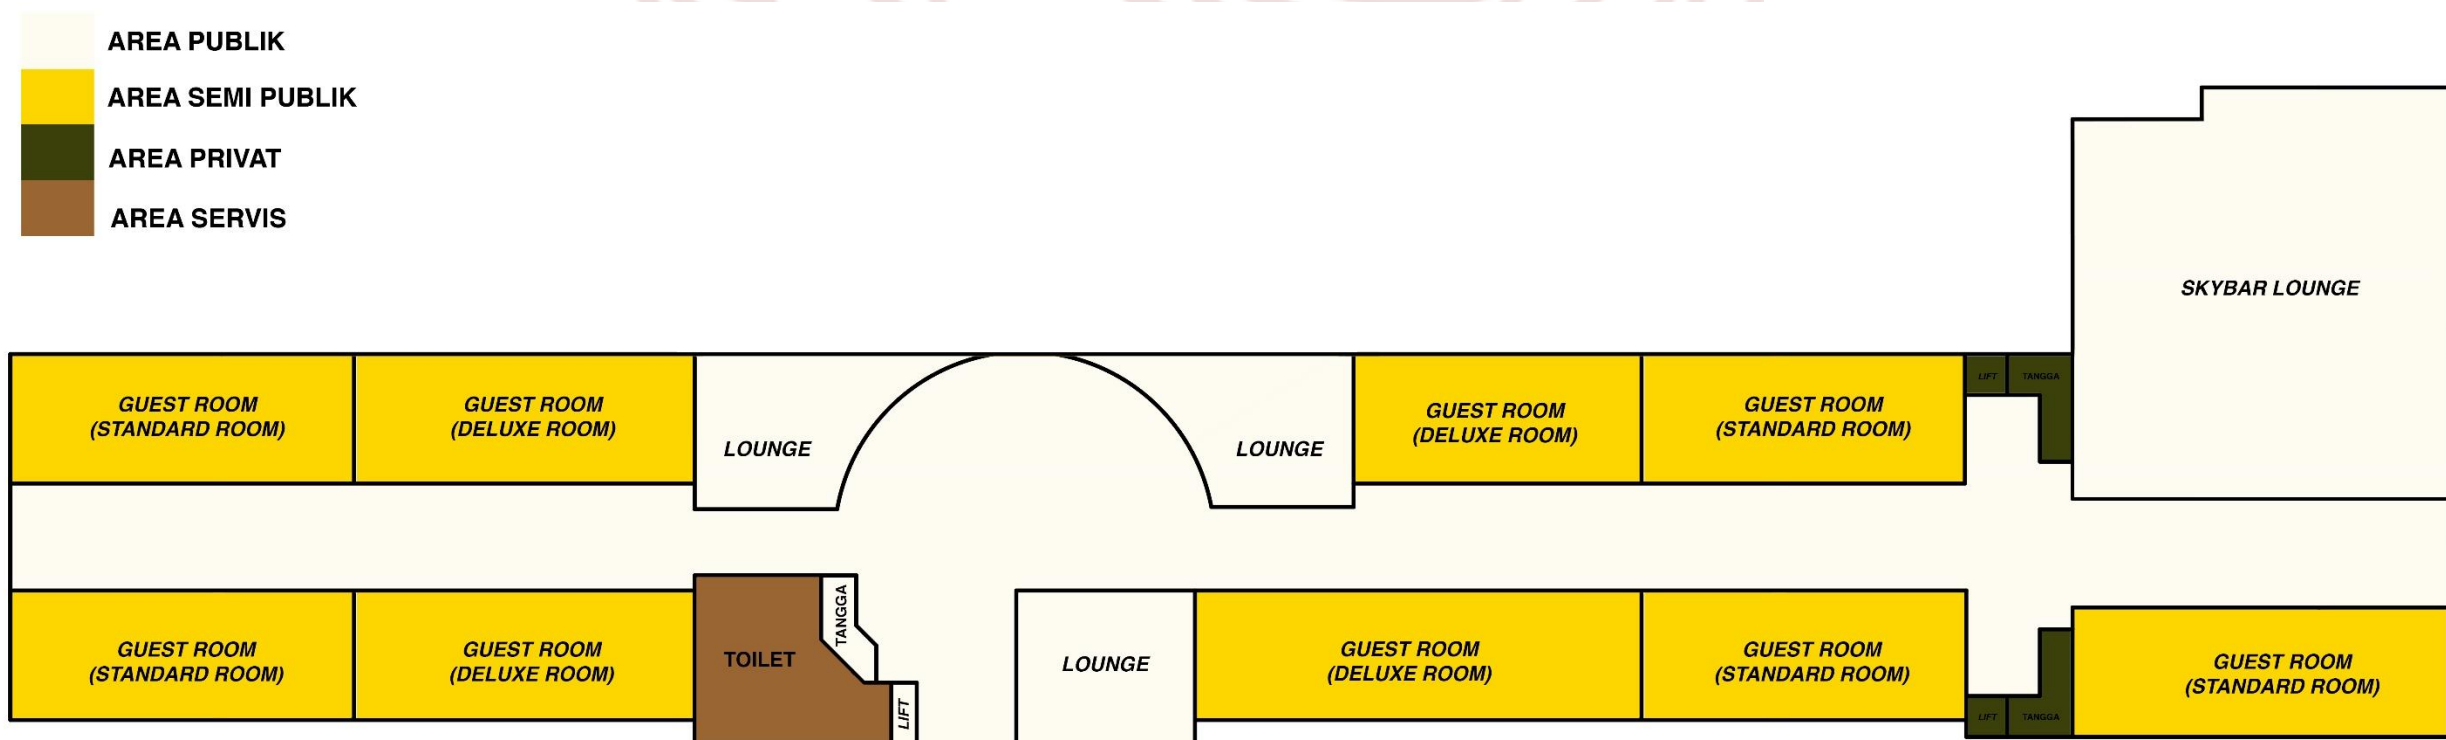 AREA PUBLIK
AREA SEMI PUBLIK
AREA PRIVAT
AREA SERVIS
SKYBAR LOUNGE
GUEST ROOM
(STANDARD ROOM)
GUEST ROOM
(DELUXE ROOM)
LOUNGE
LOUNGE
GUEST ROOM
(DELUXE ROOM)
GUEST ROOM
(STANDARD ROOM)
LIFT
TANGGA
GUEST ROOM
(STANDARD ROOM)
GUEST ROOM
(DELUXE ROOM)
TOILET
TANGGA
LIFT
LOUNGE
GUEST ROOM
(DELUXE ROOM)
GUEST ROOM
(STANDARD ROOM)
LIFT
TANGGA
GUEST ROOM
(STANDARD ROOM)